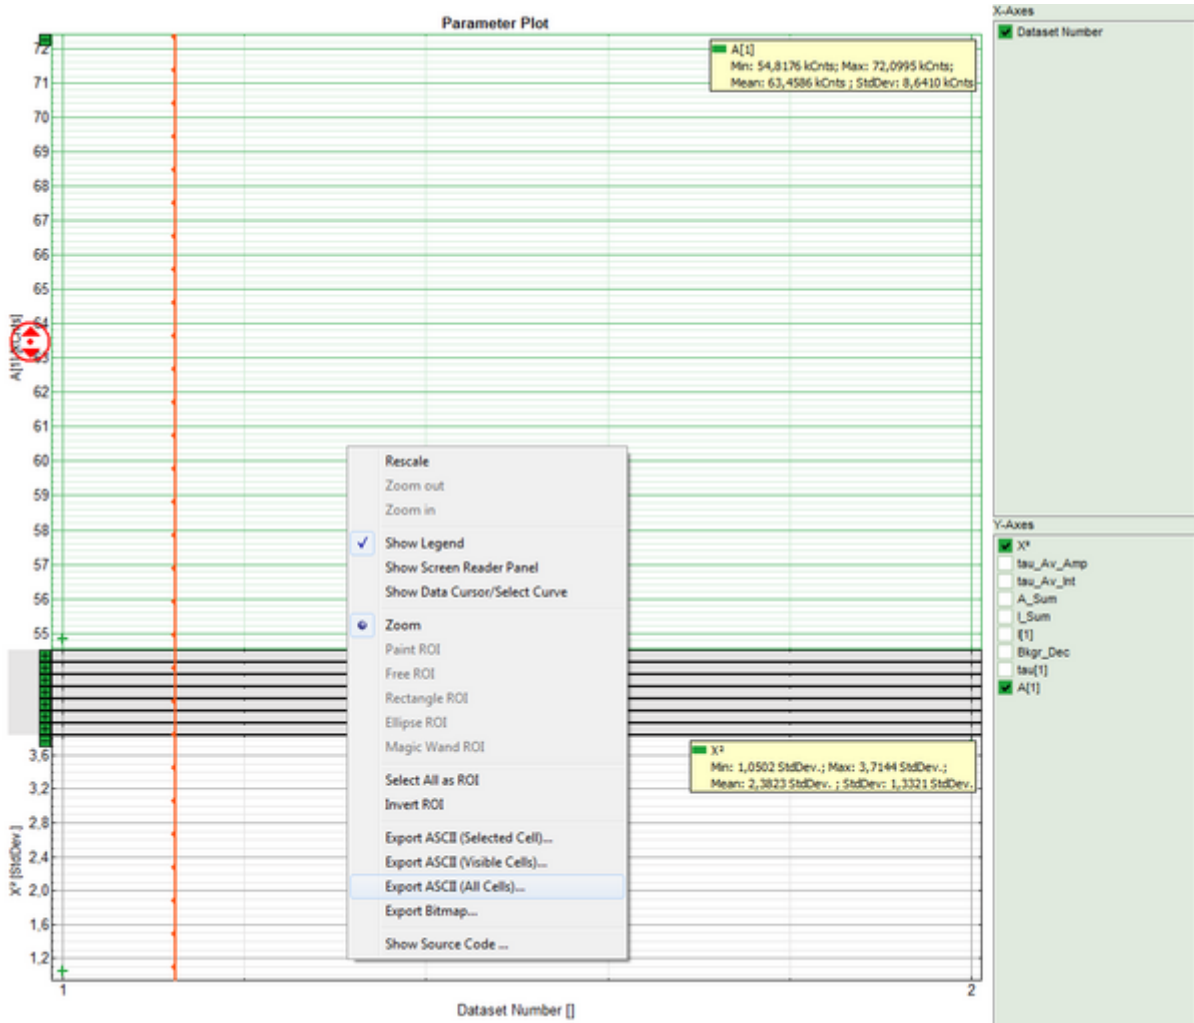 Parameter Plot
A[1]
Min: 54,8176 kCnts; Max: 72,0995 kCnts;
Mean: 63,4586 kCnts ; StdDev: 8,6410 kCnts
72
71
70
69
68
67
66
65
64
63
62
61
60
59
58
57
56
55
A[1] [kCnts]
Rescale
Zoom out
Zoom in
Show Legend
Show Screen Reader Panel
Show Data Cursor/Select Curve
Zoom
Paint ROI
Free ROI
Rectangle ROI
Ellipse ROI
Magic Wand ROI
Select All as ROI
Invert ROI
Export ASCII (Selected Cell)...
Export ASCII (Visible Cells)...
Export ASCII (All Cells)...
Export Bitmap...
Show Source Code ...
X²
Min: 1,0502 StdDev.; Max: 3,7144 StdDev.;
Mean: 2,3823 StdDev. ; StdDev: 1,3321 StdDev.
3,6
3,2
2,8
2,4
2,0
1,6
1,2
X² [StdDev.]
1
2
Dataset Number []
X-Axes
Dataset Number
Y-Axes
X²
tau_Av_Amp
tau_Av_Int
A_Sum
I_Sum
I[1]
Bkgr_Dec
tau[1]
A[1]